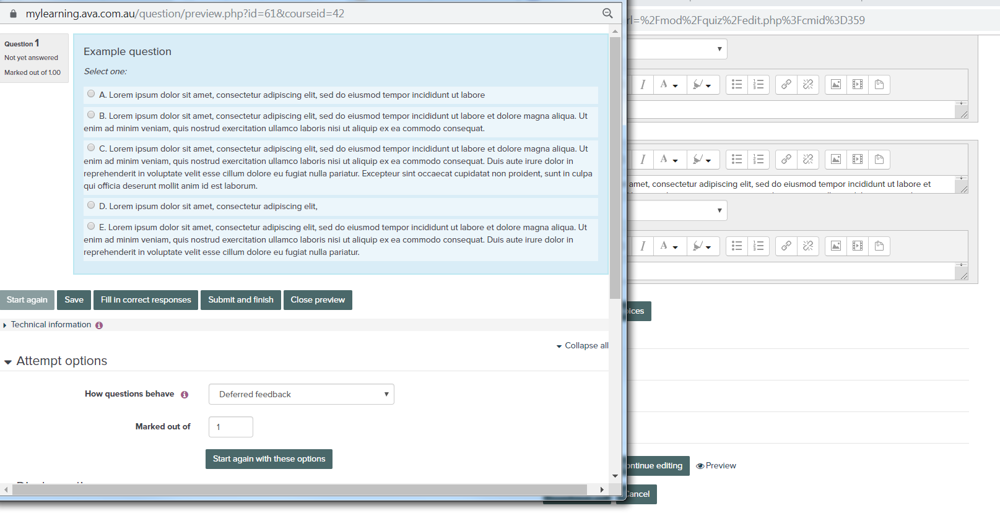 mylearning.ava.com.au/question/preview.php?id=61&courseid=42
Question 1
Not yet answered
Marked out of 1.00
Example question
Select one:
A. Lorem ipsum dolor sit amet, consectetur adipiscing elit, sed do eiusmod tempor incididunt ut labore
B. Lorem ipsum dolor sit amet, consectetur adipiscing elit, sed do eiusmod tempor incididunt ut labore et dolore magna aliqua. Ut
enim ad minim veniam, quis nostrud exercitation ullamco laboris nisi ut aliquip ex ea commodo consequat.
C. Lorem ipsum dolor sit amet, consectetur adipiscing elit, sed do eiusmod tempor incididunt ut labore et dolore magna aliqua. Ut
enim ad minim veniam, quis nostrud exercitation ullamco laboris nisi ut aliquip ex ea commodo consequat. Duis aute irure dolor in
reprehenderit in voluptate velit esse cillum dolore eu fugiat nulla pariatur. Excepteur sint occaecat cupidatat non proident, sunt in culpa
qui officia deserunt mollit anim id est laborum.
D. Lorem ipsum dolor sit amet, consectetur adipiscing elit,
E. Lorem ipsum dolor sit amet, consectetur adipiscing elit, sed do eiusmod tempor incididunt ut labore et dolore magna aliqua. Ut
enim ad minim veniam, quis nostrud exercitation ullamco laboris nisi ut aliquip ex ea commodo consequat. Duis aute irure dolor in
reprehenderit in voluptate velit esse cillum dolore eu fugiat nulla pariatur.
Start again
Save
Fill in correct responses
Submit and finish
Close preview
Technical information
Collapse all
Attempt options
How questions behave
Deferred feedback
Marked out of
1
Start again with these options
rl=%2Fmod%2Fquiz%2Fedit.php%3Fcmid%3D359
amet, consectetur adipiscing elit, sed do eiusmod tempor incididunt ut labore et
oices
ontinue editing
Preview
Cancel